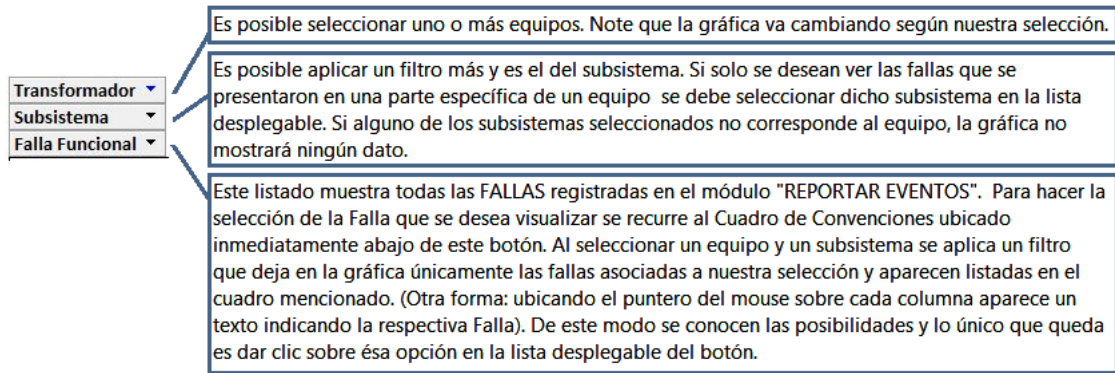 Es posible seleccionar uno o más equipos. Note que la gráfica va cambiando según nuestra selección.
Transformador
Subsistema
Falla Funcional
Es posible aplicar un filtro más y es el del subsistema. Si solo se desean ver las fallas que se
presentaron en una parte específica de un equipo se debe seleccionar dicho subsistema en la lista
desplegable. Si alguno de los subsistemas seleccionados no corresponde al equipo, la gráfica no
mostrará ningún dato.
Este listado muestra todas las FALLAS registradas en el módulo "REPORTAR EVENTOS". Para hacer la
selección de la Falla que se desea visualizar se recurre al Cuadro de Convenciones ubicado
inmediatamente abajo de este botón. Al seleccionar un equipo y un subsistema se aplica un filtro
que deja en la gráfica únicamente las fallas asociadas a nuestra selección y aparecen listadas en el
cuadro mencionado. (Otra forma: ubicando el puntero del mouse sobre cada columna aparece un
texto indicando la respectiva Falla). De este modo se conocen las posibilidades y lo único que queda
es dar clic sobre ésa opción en la lista desplegable del botón.